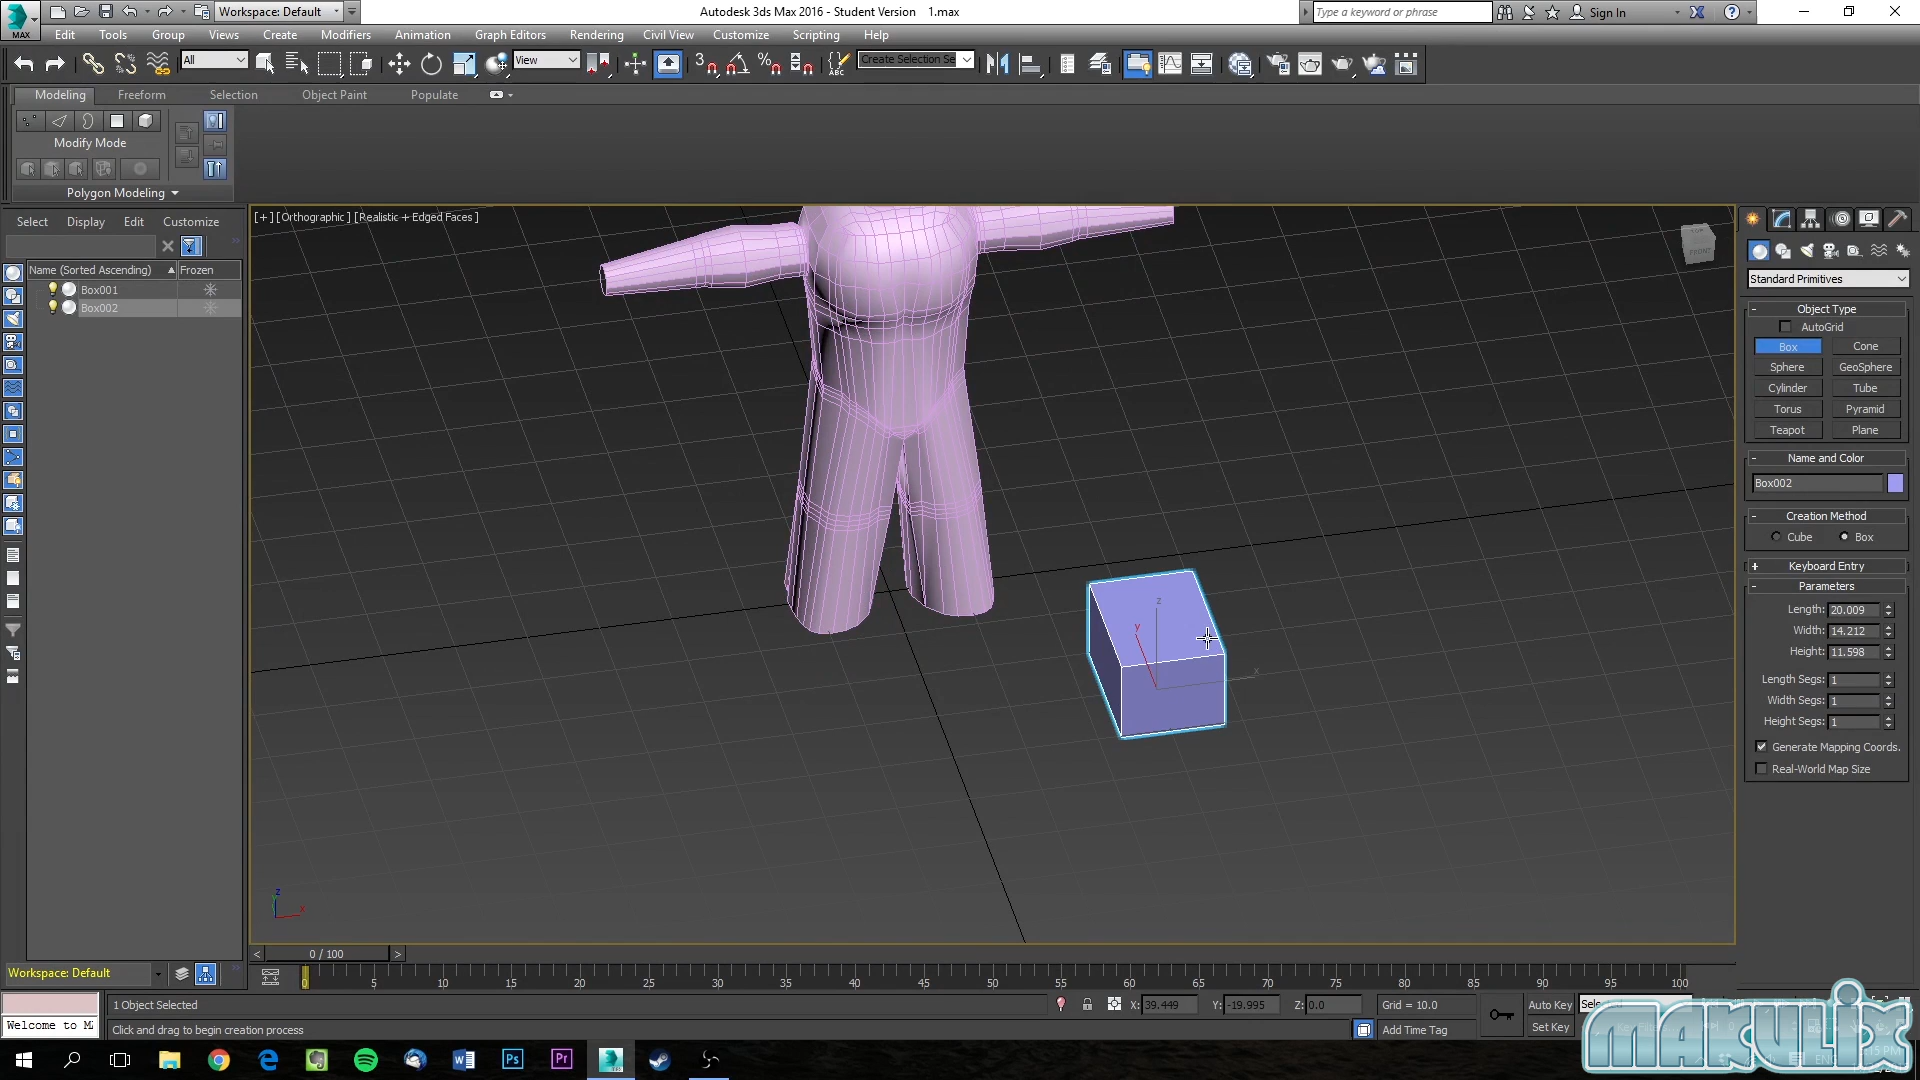 Workspace: Default
Autodesk 3ds Max 2016 - Student Version 1.max
Type a keyword or phrase
Sign In
MAX
Edit Tools Group Views Create Modifiers Animation Graph Editors Rendering Civil View Customize Scripting Help
All
View
3
ABC
Create Selection Se
Modeling Freeform Selection Object Paint Populate
Modify Mode
Polygon Modeling
Select Display Edit Customize
[+] [Orthographic ] [Realistic + Edged Faces ]
Name (Sorted Ascending) Frozen
Box001
Box002
TOP
FRONT
Standard Primitives
- Object Type
AutoGrid
Box Cone
Sphere GeoSphere
Cylinder Tube
Torus Pyramid
Teapot Plane
- Name and Color
Box002
- Creation Method
Cube Box
+ Keyboard Entry
- Parameters
Length: 20.009
Width: 14.212
Height: 11.598
Length Segs: 1
Width Segs: 1
Height Segs: 1
Generate Mapping Coords.
Real-World Map Size
z
y
x
z
x
< 0 / 100 >
Workspace: Default
0 5 10 15 20 25 30 35 40 45 50 55 60 65 70 75 80 85 90 95 100
1 Object Selected
X: 39.449 Y: -19.995 Z: 0.0
Grid = 10.0
Auto Key
Welcome to M
Click and drag to begin creation process
Add Time Tag
Set Key
MAKULIX